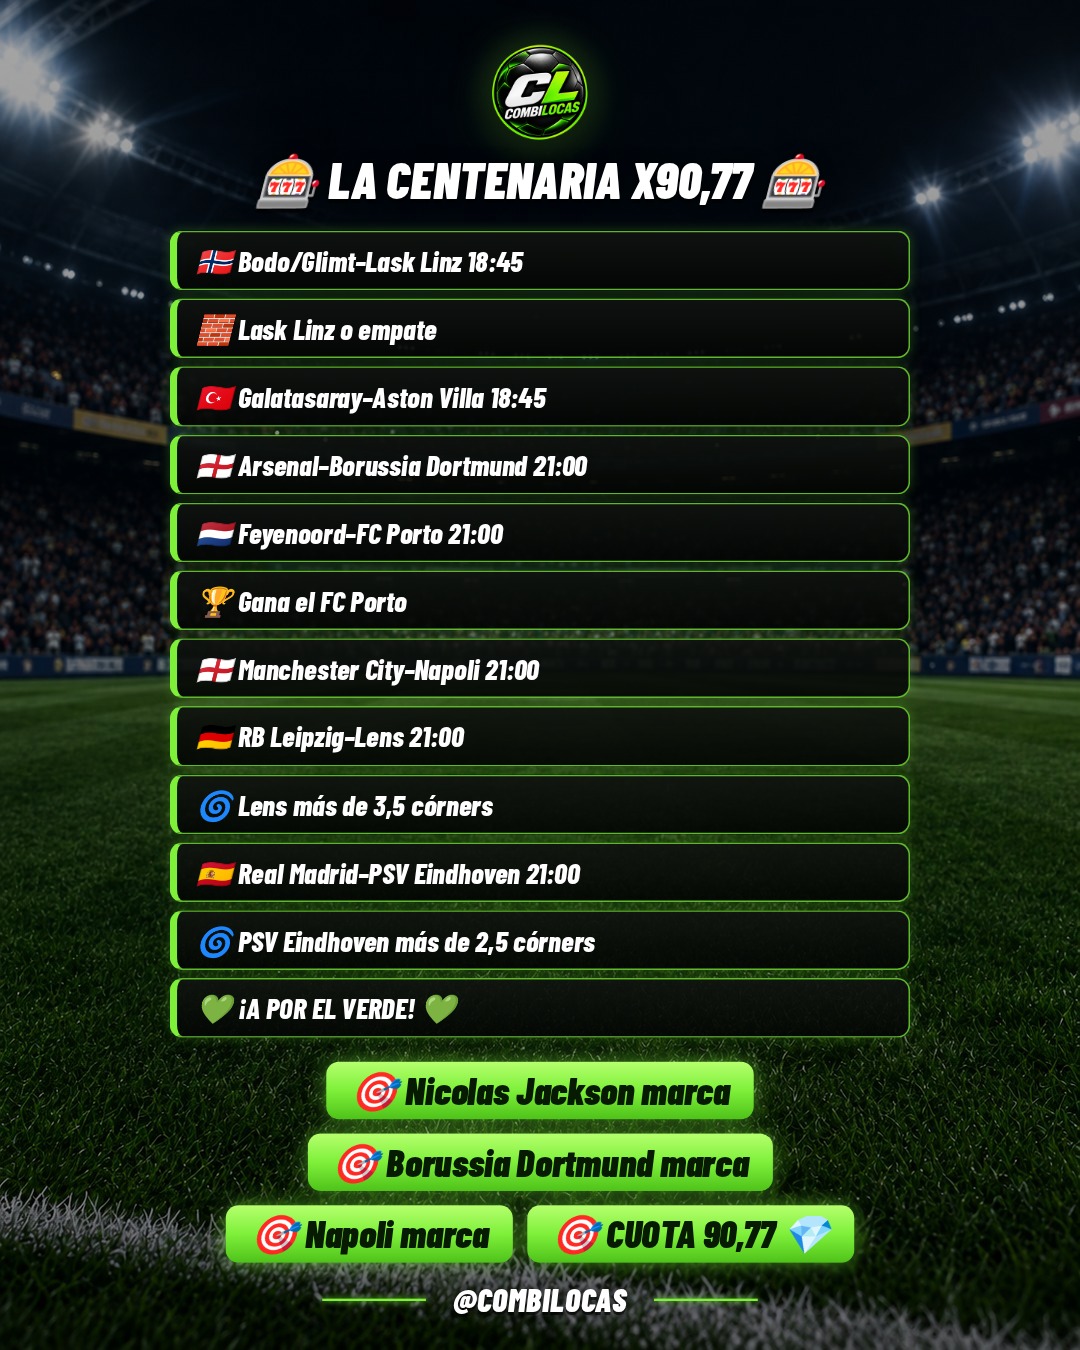 CL
COMBILOCAS
🎰 LA CENTENARIA X90,77 🎰
🇳🇴 Bodo/Glimt-Lask Linz 18:45
🧱 Lask Linz o empate
🇹🇷 Galatasaray-Aston Villa 18:45
🏴󠁧󠁢󠁥󠁮󠁧󠁿 Arsenal-Borussia Dortmund 21:00
🇳🇱 Feyenoord-FC Porto 21:00
🏆 Gana el FC Porto
🏴󠁧󠁢󠁥󠁮󠁧󠁿 Manchester City-Napoli 21:00
🇩🇪 RB Leipzig-Lens 21:00
🌀 Lens más de 3,5 córners
🇪🇸 Real Madrid-PSV Eindhoven 21:00
🌀 PSV Eindhoven más de 2,5 córners
💚 ¡A POR EL VERDE! 💚
🎯 Nicolas Jackson marca
🎯 Borussia Dortmund marca
🎯 Napoli marca
🎯 CUOTA 90,77 💎
@COMBILOCAS